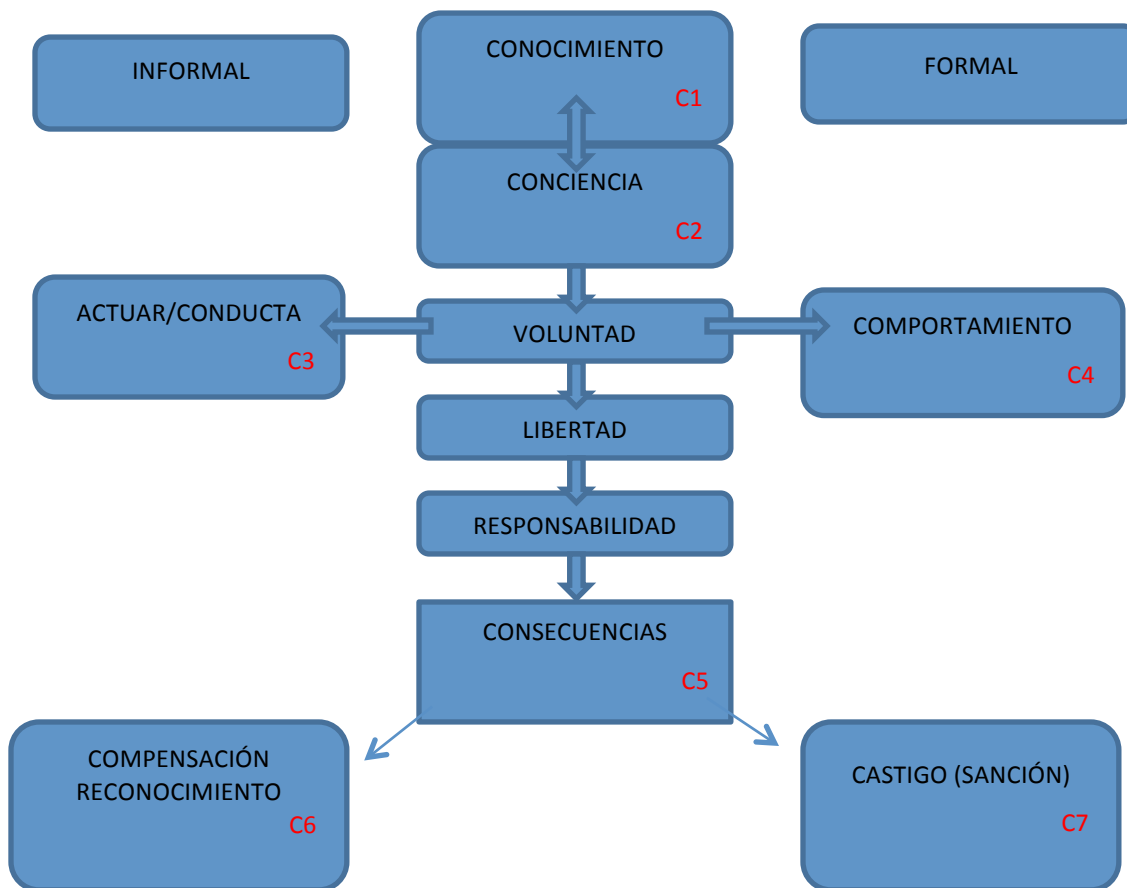 INFORMAL
CONOCIMIENTO
C1
FORMAL
CONCIENCIA
C2
ACTUAR/CONDUCTA
C3
VOLUNTAD
COMPORTAMIENTO
C4
LIBERTAD
RESPONSABILIDAD
CONSECUENCIAS
C5
COMPENSACIÓN
RECONOCIMIENTO
C6
CASTIGO (SANCIÓN)
C7